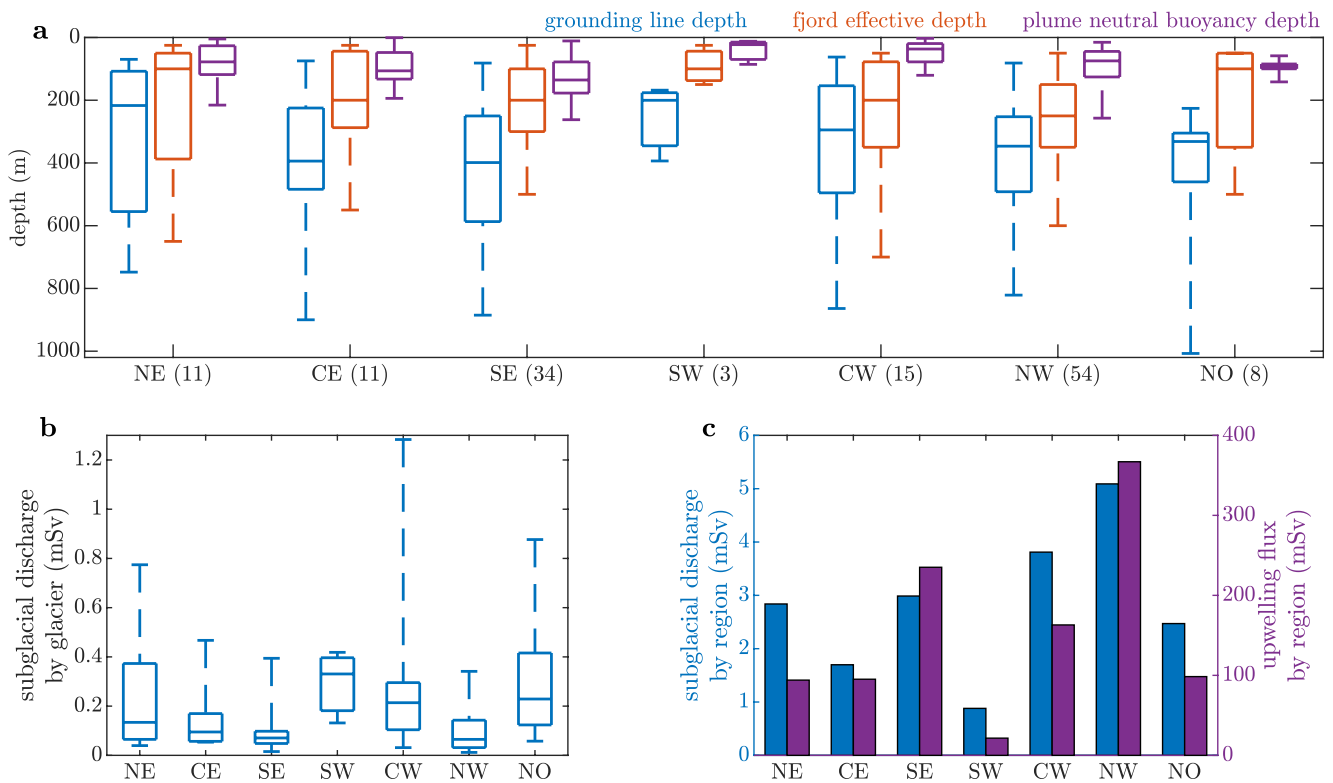 grounding line depth fjord effective depth plume neutral buoyancy depth
a
0
200
400
600
800
1000
depth (m)
NE (11) CE (11) SE (34) SW (3) CW (15) NW (54) NO (8)
b
1.2
1
0.8
0.6
0.4
0.2
0
subglacial discharge
by glacier (mSv)
NE CE SE SW CW NW NO
c
6
5
4
3
2
1
0
subglacial discharge
by region (mSv)
400
300
200
100
0
upwelling flux
by region (mSv)
NE CE SE SW CW NW NO